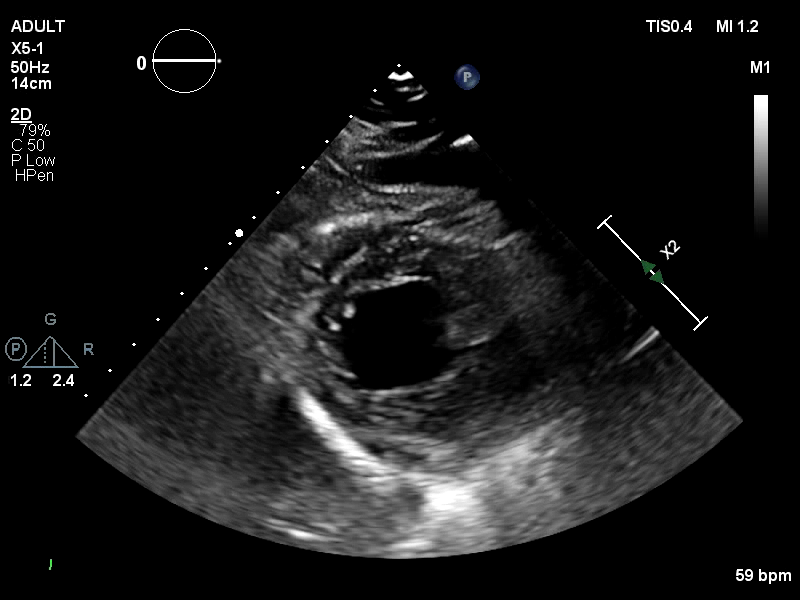 ADULT
X5-1
50Hz
14cm
2D
79%
C 50
P Low
HPen
0
P
TIS0.4 MI 1.2
M1
X2
G
P R
1.2 2.4
59 bpm